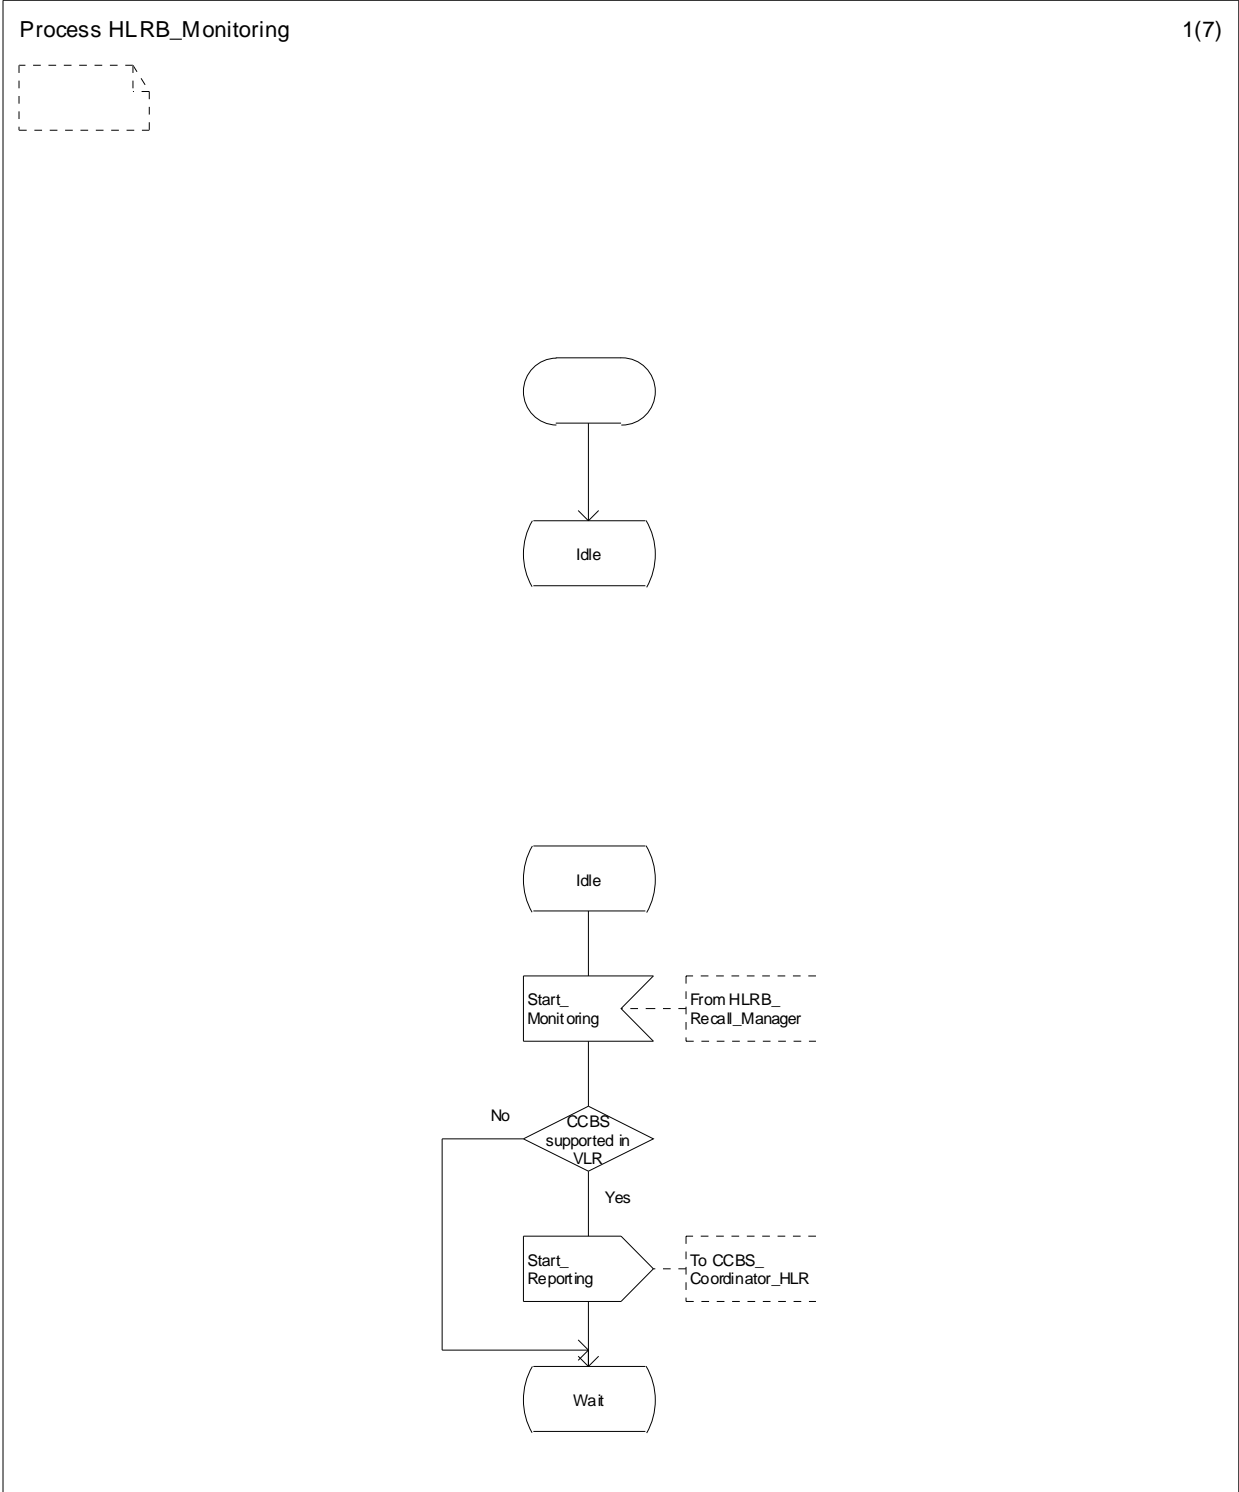 Process HLRB_Monitoring
1(7)
Idle
Idle
Start_
Monitoring
From HLRB_
Recall_Manager
No
CCBS
supported in
VLR
Yes
Start_
Reporting
To CCBS_
Coordinator_HLR
Wait